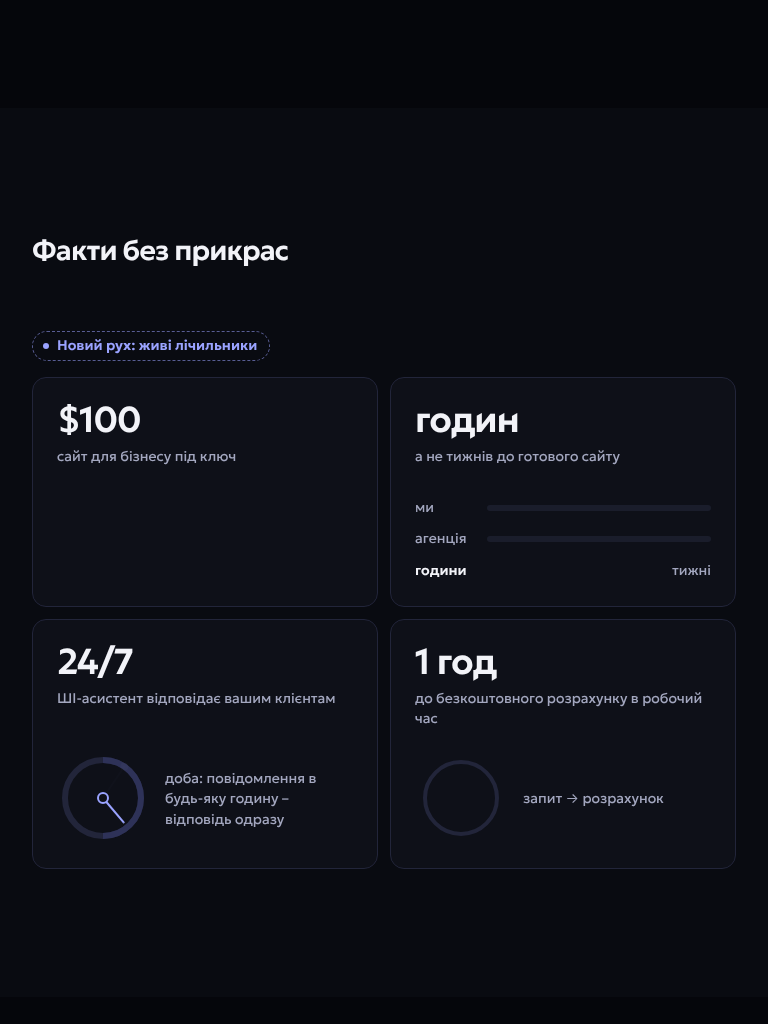 Факти без прикрас
Новий рух: живі лічильники
$100
сайт для бізнесу під ключ
годин
а не тижнів до готового сайту
ми
агенція
години
тижні
24/7
ШІ-асистент відповідає вашим клієнтам
доба: повідомлення в
будь-яку годину –
відповідь одразу
1 год
до безкоштовного розрахунку в робочий
час
запит → розрахунок